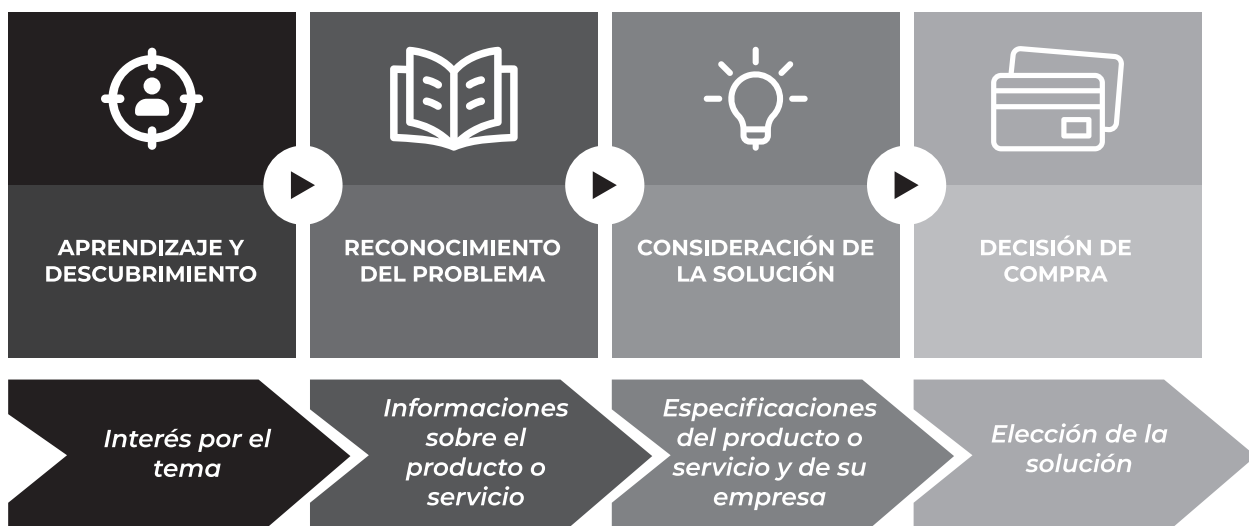 APRENDIZAJE Y
DESCUBRIMIENTO
RECONOCIMIENTO
DEL PROBLEMA
CONSIDERACIÓN DE
LA SOLUCIÓN
DECISIÓN DE
COMPRA
Interés por el
tema
Informaciones
sobre el
producto o
servicio
Especificaciones
del producto o
servicio y de su
empresa
Elección de la
solución